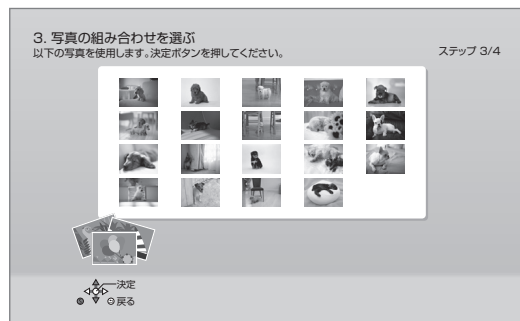 3. 写真の組み合わせを選ぶ
以下の写真を使用します。決定ボタンを押してください。
ステップ 3/4
決定
戻る